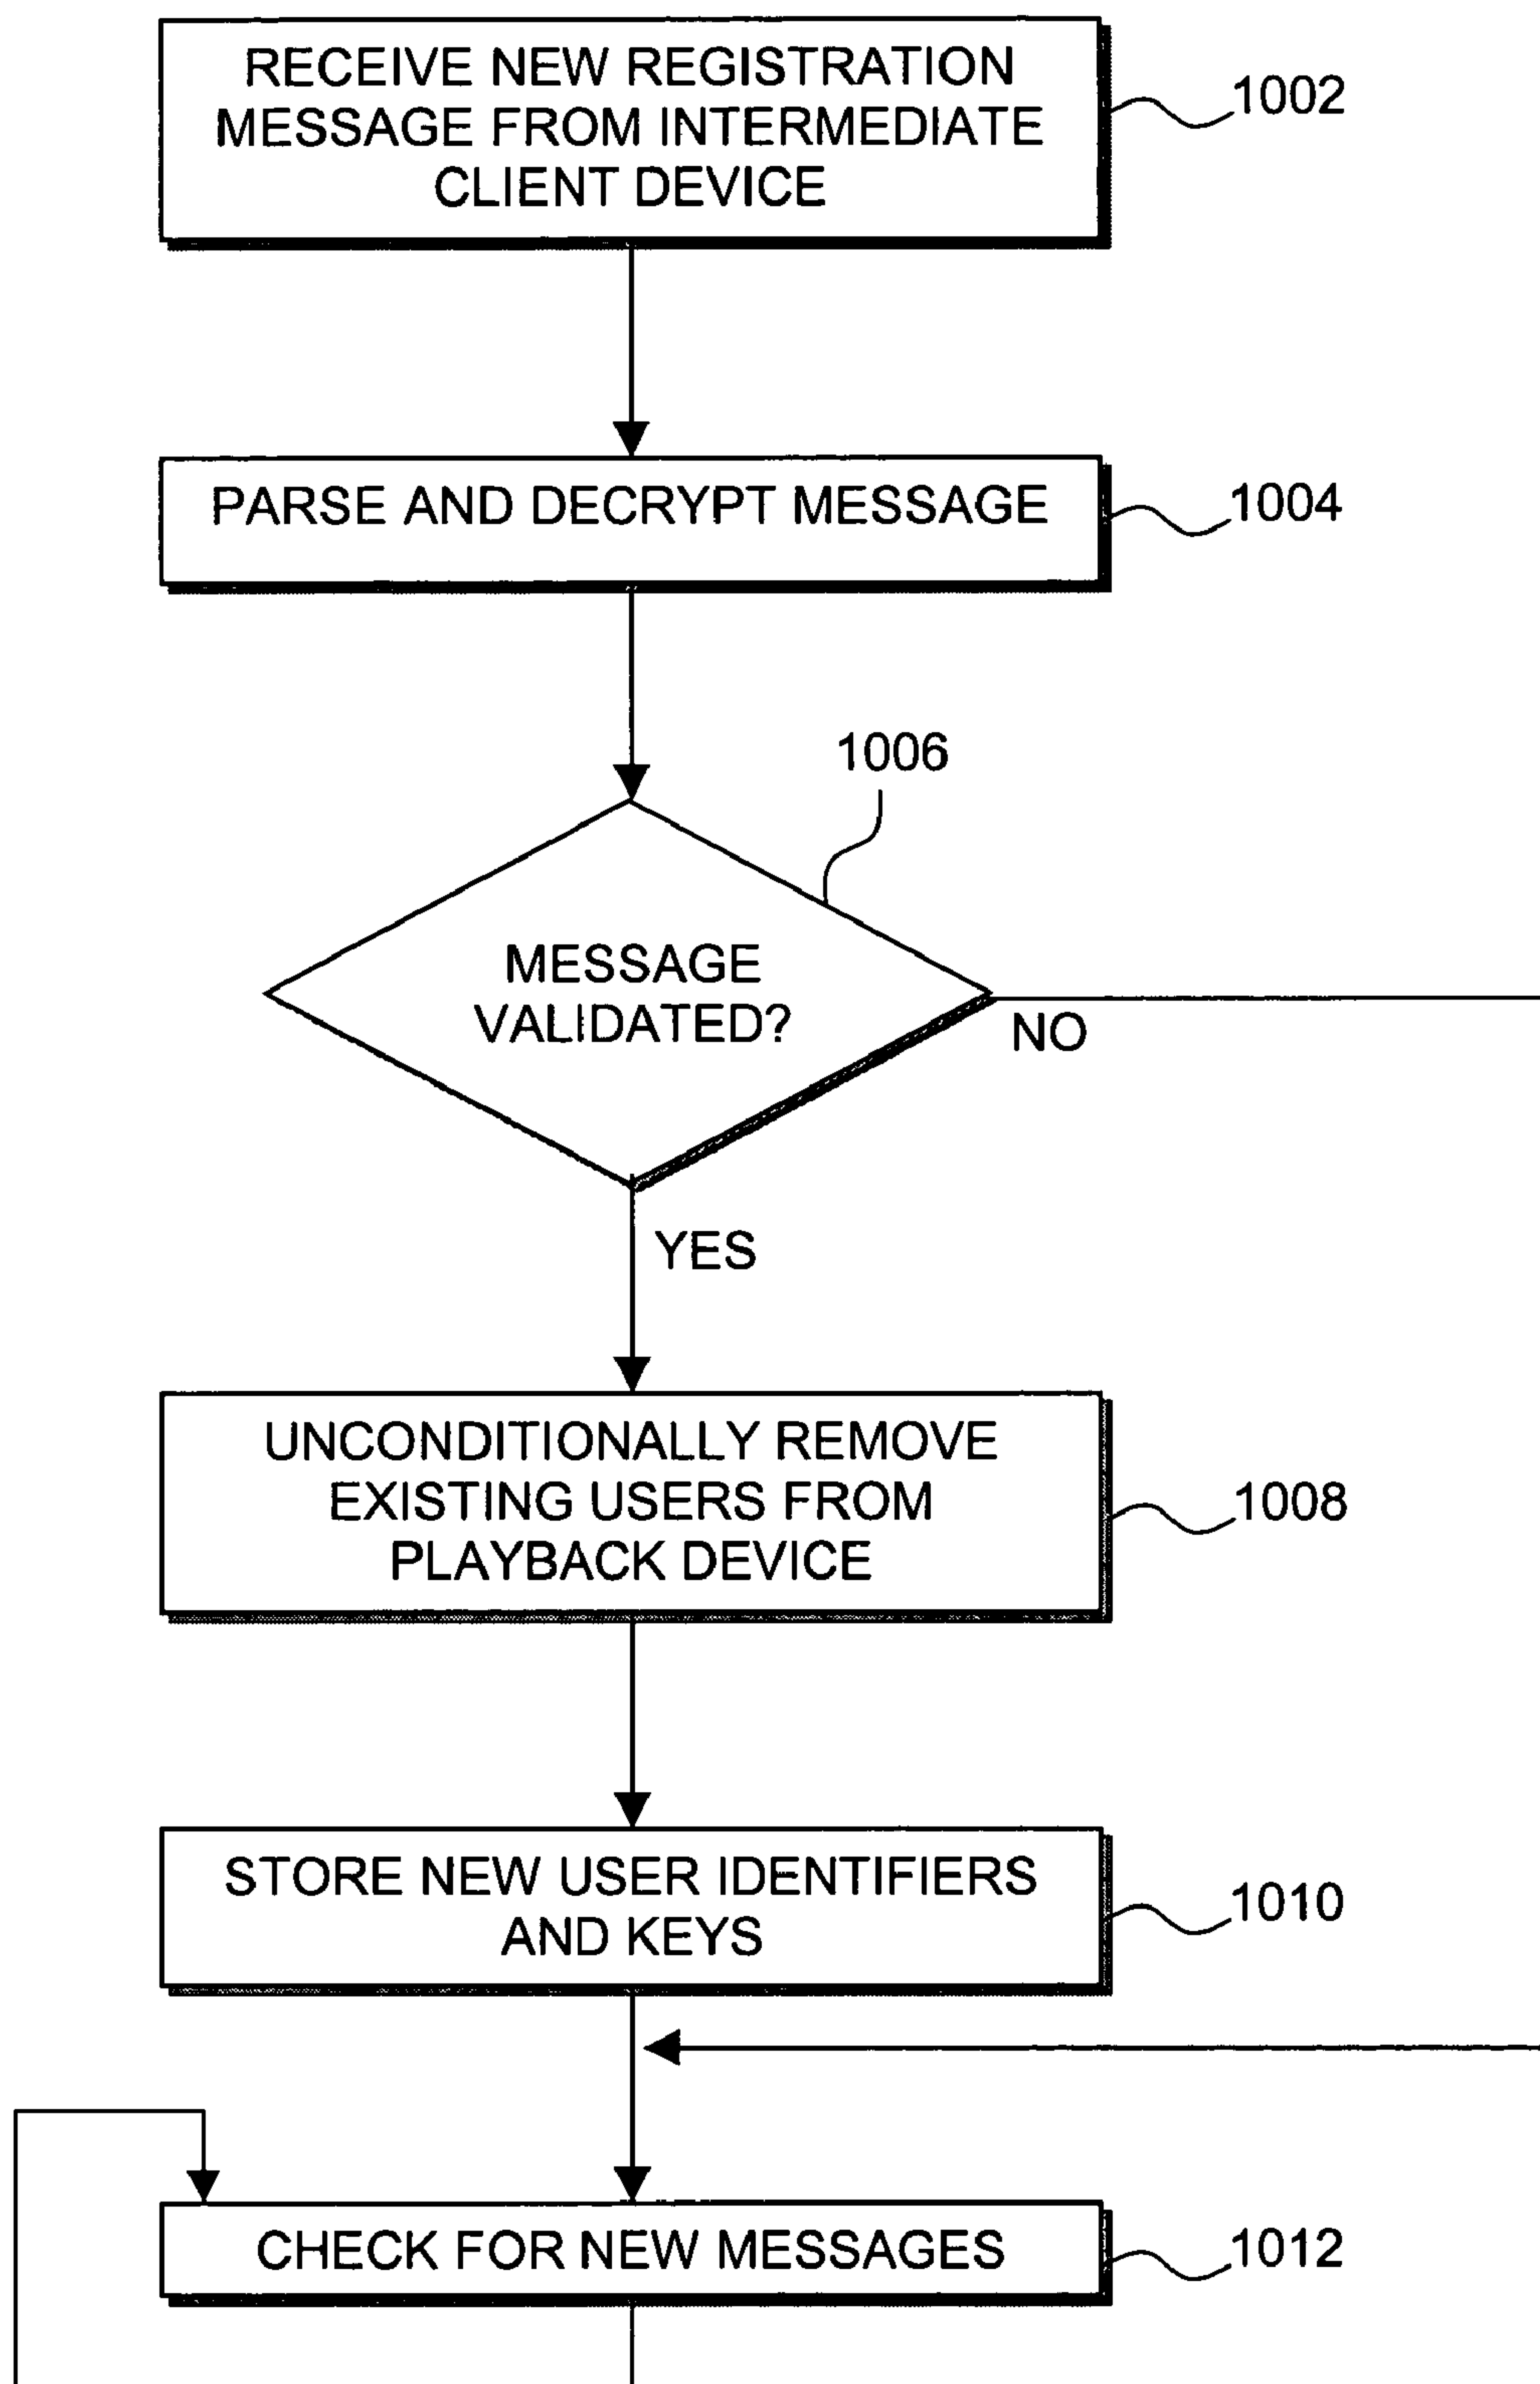 RECEIVE NEW REGISTRATION
MESSAGE FROM INTERMEDIATE
CLIENT DEVICE
1002
PARSE AND DECRYPT MESSAGE
1004
1006
MESSAGE
VALIDATED?
NO
YES
UNCONDITIONALLY REMOVE
EXISTING USERS FROM
PLAYBACK DEVICE
1008
STORE NEW USER IDENTIFIERS
AND KEYS
1010
CHECK FOR NEW MESSAGES
1012